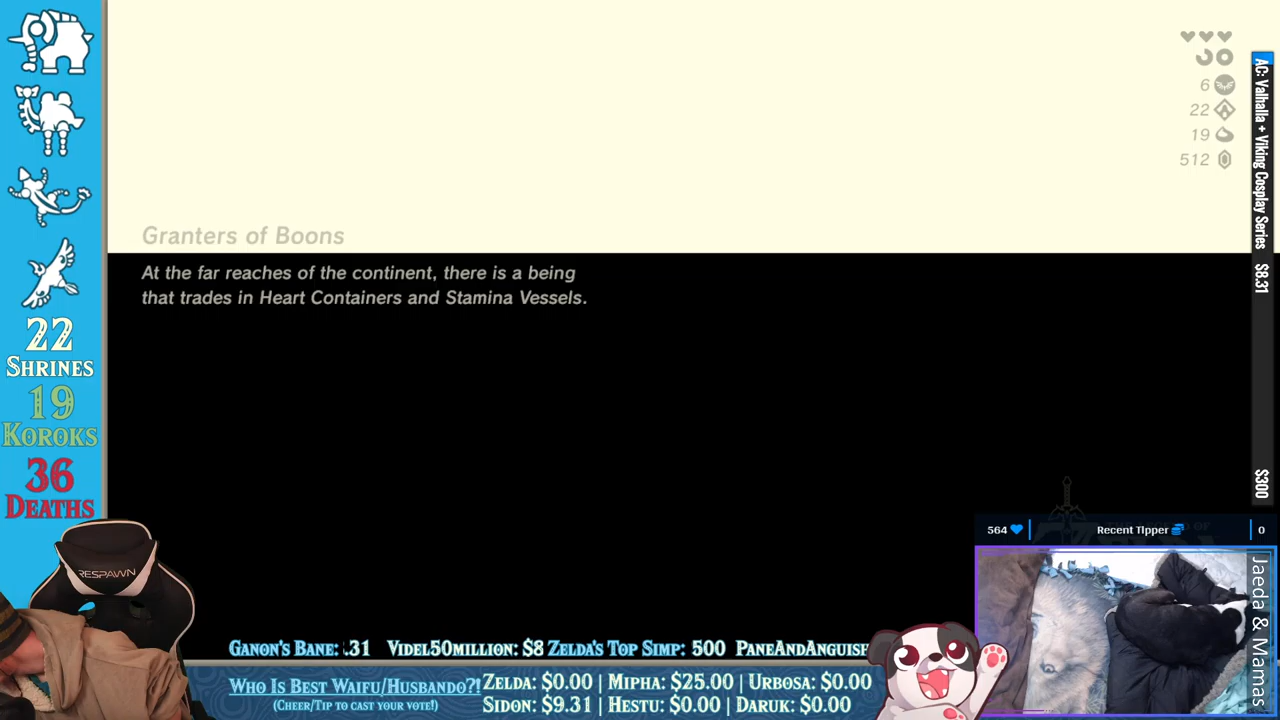 6
22
19
512
Granters of Boons
At the far reaches of the continent, there is a being
that trades in Heart Containers and Stamina Vessels.
22
SHRINES
19
KOROKS
36
DEATHS
RESPAWN
AC: Valhalla + Viking Cosplay Series $8.31
$300
564
Recent Tipper
0
Jaeda & Mamas
GANON'S BANE: .31 VIDEL50MILLION: $8 ZELDA'S TOP SIMP: 500 PANEANDANGUISH
WHO IS BEST WAIFU/HUSBANDO?!
(CHEER/TIP TO CAST YOUR VOTE!)
ZELDA: $0.00 | MIPHA: $25.00 | URBOSA: $0.00
SIDON: $9.31 | HESTU: $0.00 | DARUK: $0.00